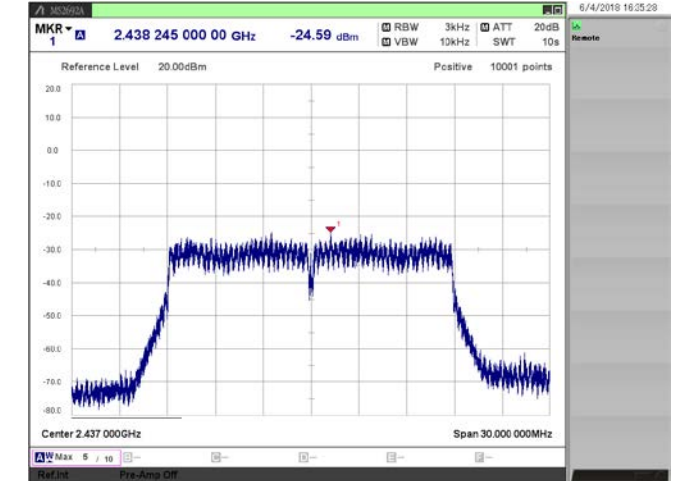 MS2692A
6/4/2018 16:35:28
MKR 1 A 2.438 245 000 00 GHz -24.59 dBm
RBW 3kHz ATT 20dB
VBW 10kHz SWT 10s
Remote
Reference Level 20.00dBm Positive 10001 points
20.0
10.0
0.0
-10.0
-20.0
1
-30.0
-40.0
-50.0
-60.0
-70.0
-80.0
Center 2.437 000GHz Span 30.000 000MHz
A W Max 5 / 10
Ref.Int Pre-Amp Off